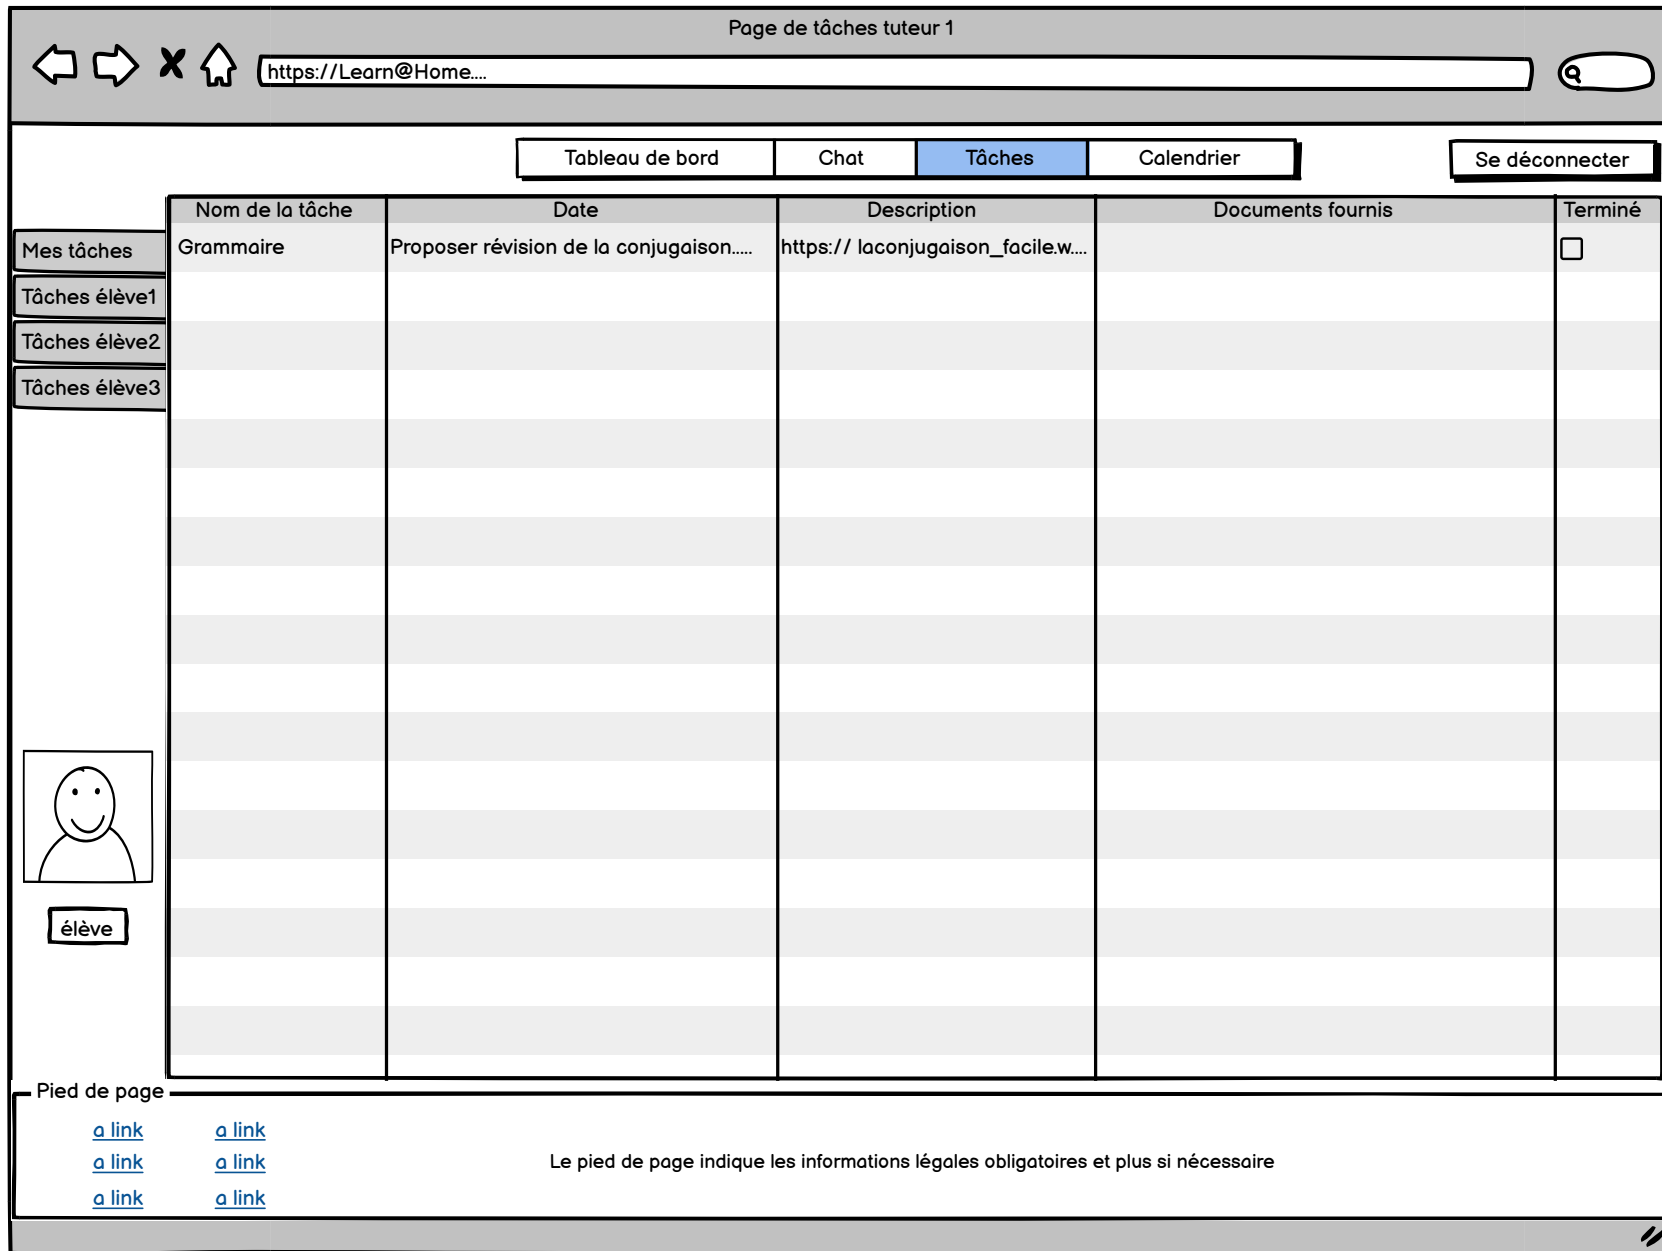 Page de tâches tuteur 1
https://Learn@Home....
Tableau de bord Chat Tâches Calendrier Se déconnecter
Nom de la tâche Date Description Documents fournis Terminé
Grammaire Proposer révision de la conjugaison..... https:// laconjugaison_facile.w....
Mes tâches
Tâches élève1
Tâches élève2
Tâches élève3
élève
Pied de page
a link a link
a link a link
a link a link
Le pied de page indique les informations légales obligatoires et plus si nécessaire